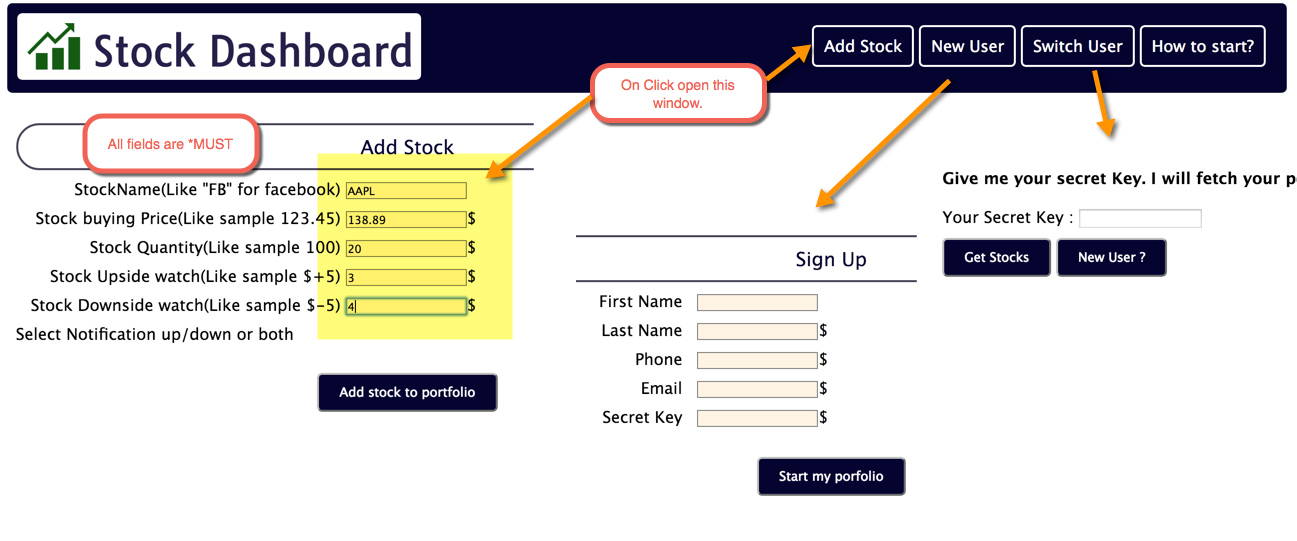 Stock Dashboard
Add Stock
New User
Switch User
How to start?
On Click open this
window.
All fields are *MUST
Add Stock
StockName(Like "FB" for facebook) AAPL
Stock buying Price(Like sample 123.45) 138.89 $
Stock Quantity(Like sample 100) 20 $
Stock Upside watch(Like sample $+5) 3 $
Stock Downside watch(Like sample $-5) 4 $
Select Notification up/down or both
Add stock to portfolio
Sign Up
First Name
Last Name $
Phone $
Email $
Secret Key $
Start my porfolio
Give me your secret Key. I will fetch your p
Your Secret Key :
Get Stocks
New User ?